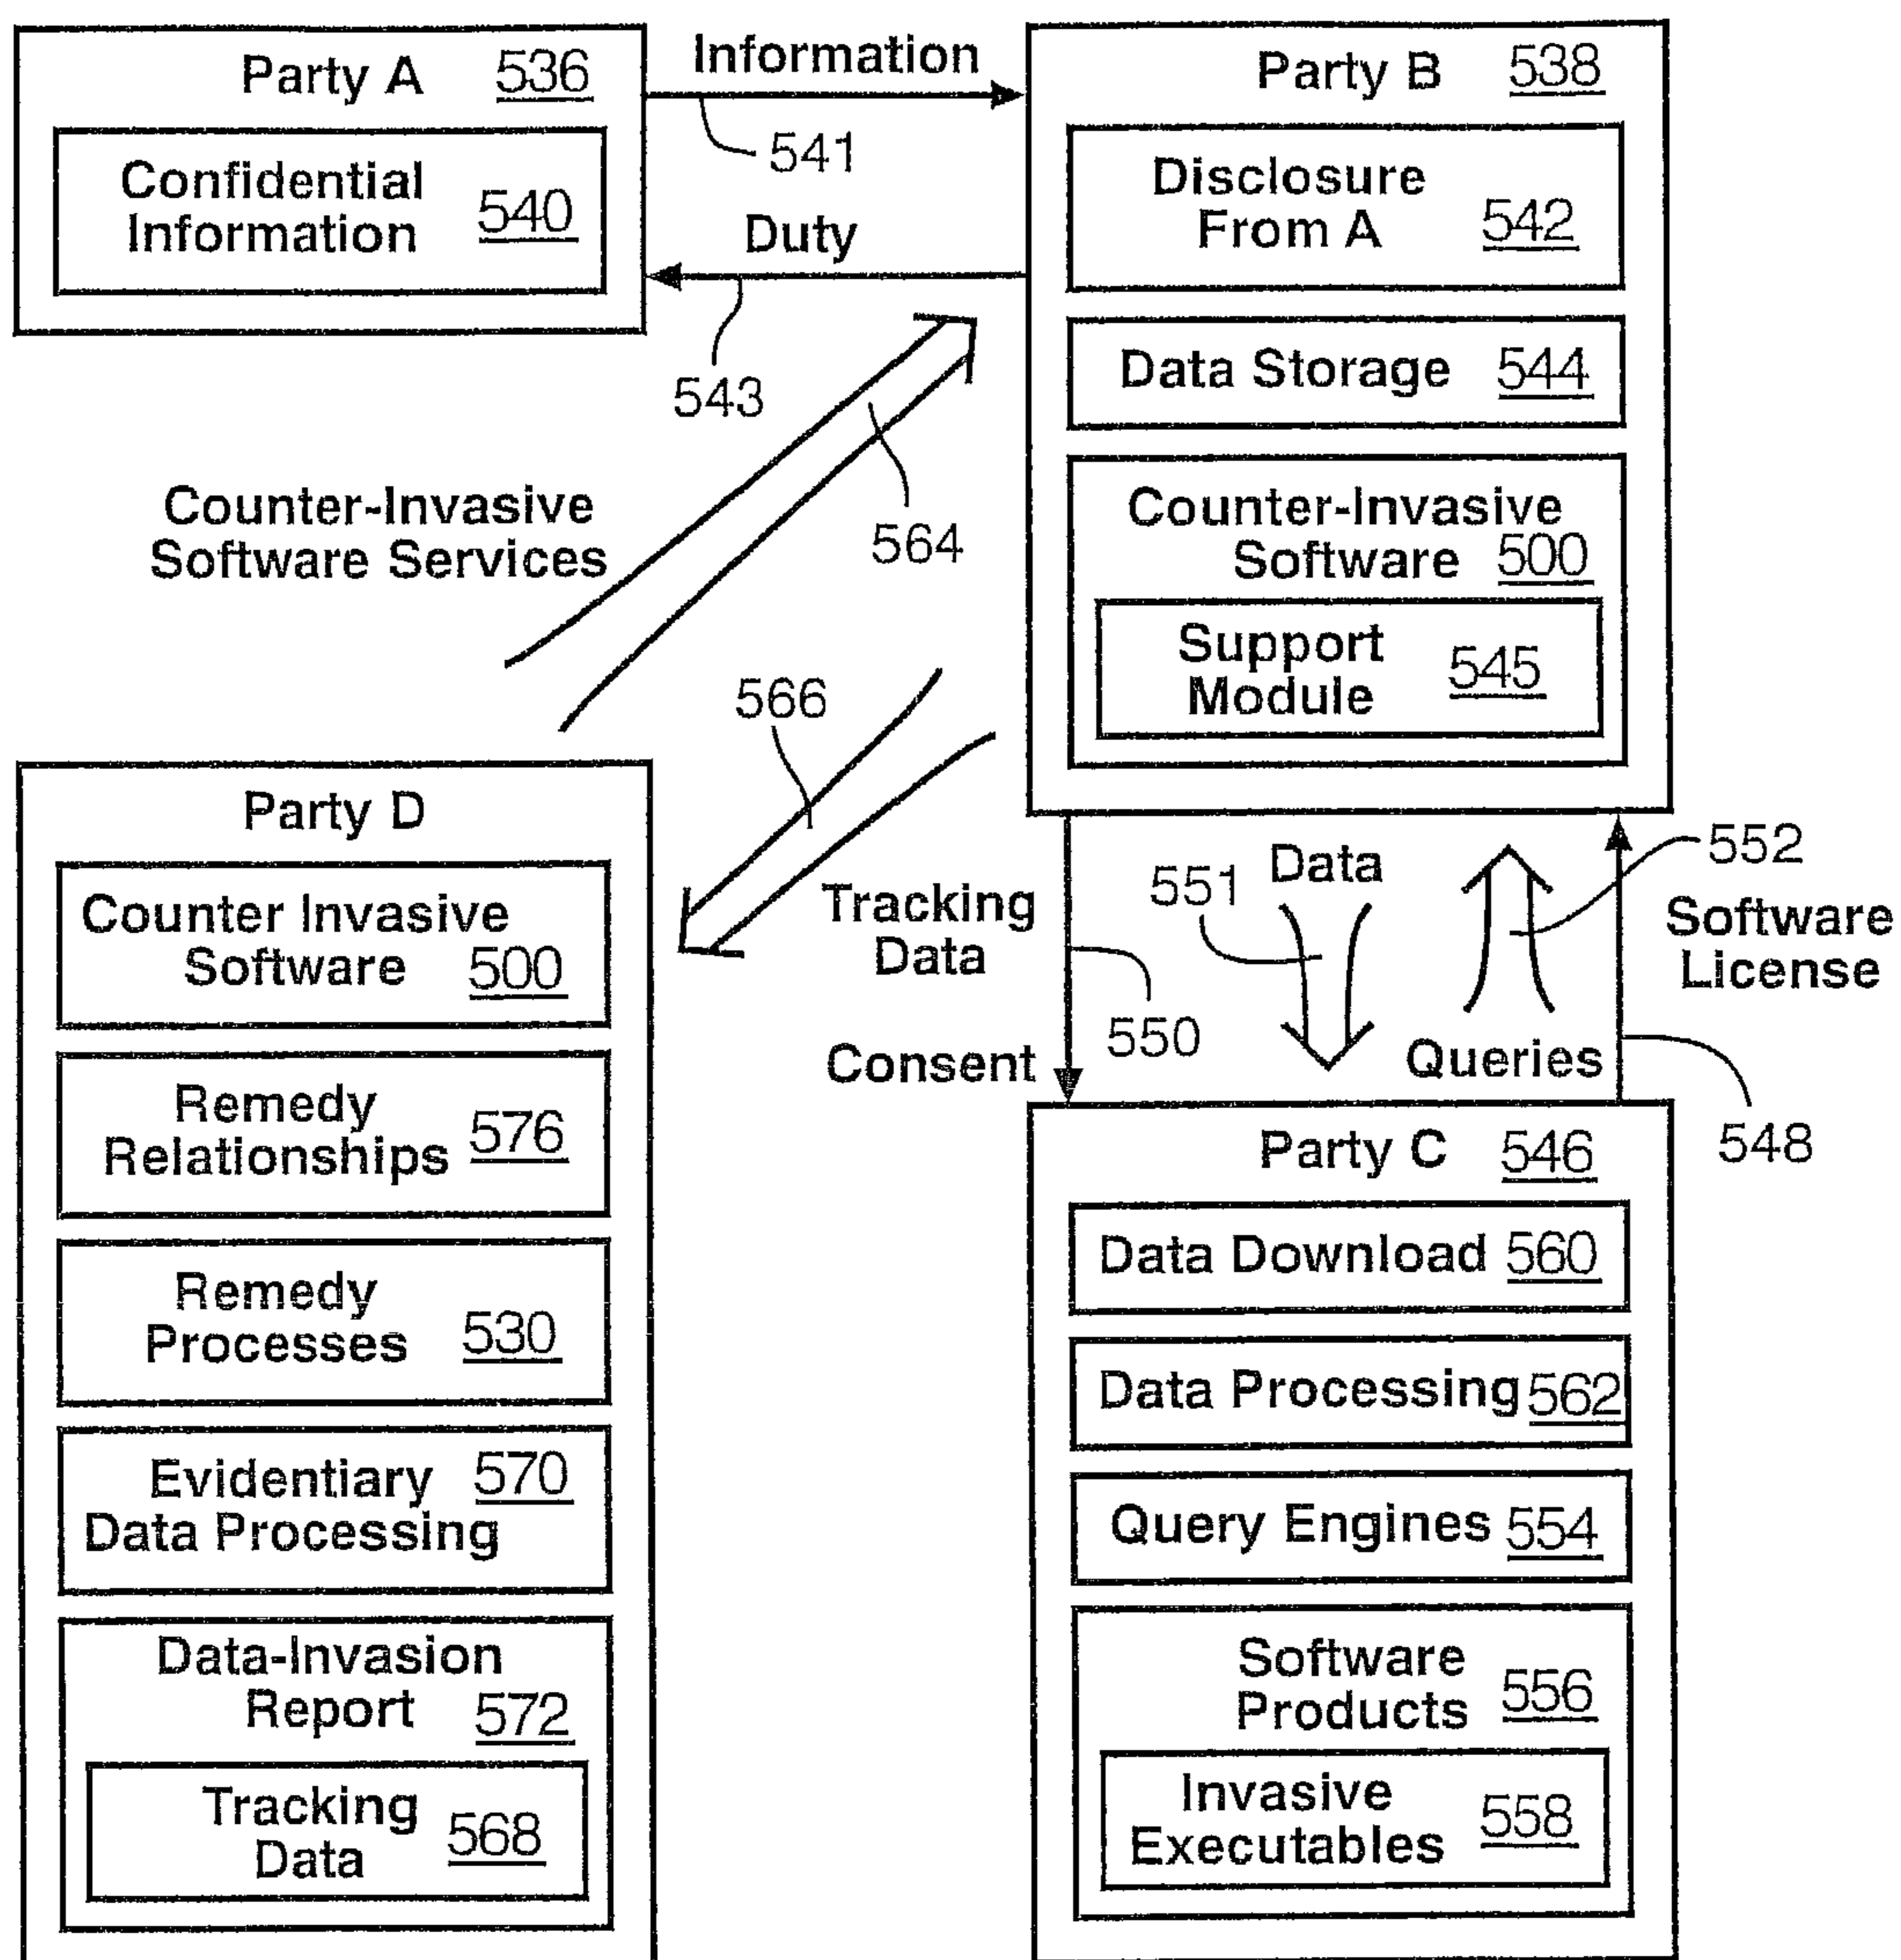 Party A 536
Confidential
Information 540
Information
541
Duty
543
Party B 538
Disclosure
From A 542
Data Storage 544
Counter-Invasive
Software 500
Support
Module 545
Counter-Invasive
Software Services
564
566
Tracking
Data
Consent
550
551
Data
Queries
552
Software
License
548
Party D
Counter Invasive
Software 500
Remedy
Relationships 576
Remedy
Processes 530
Evidentiary 570
Data Processing
Data-Invasion
Report 572
Tracking
Data 568
Party C 546
Data Download 560
Data Processing 562
Query Engines 554
Software
Products 556
Invasive
Executables 558